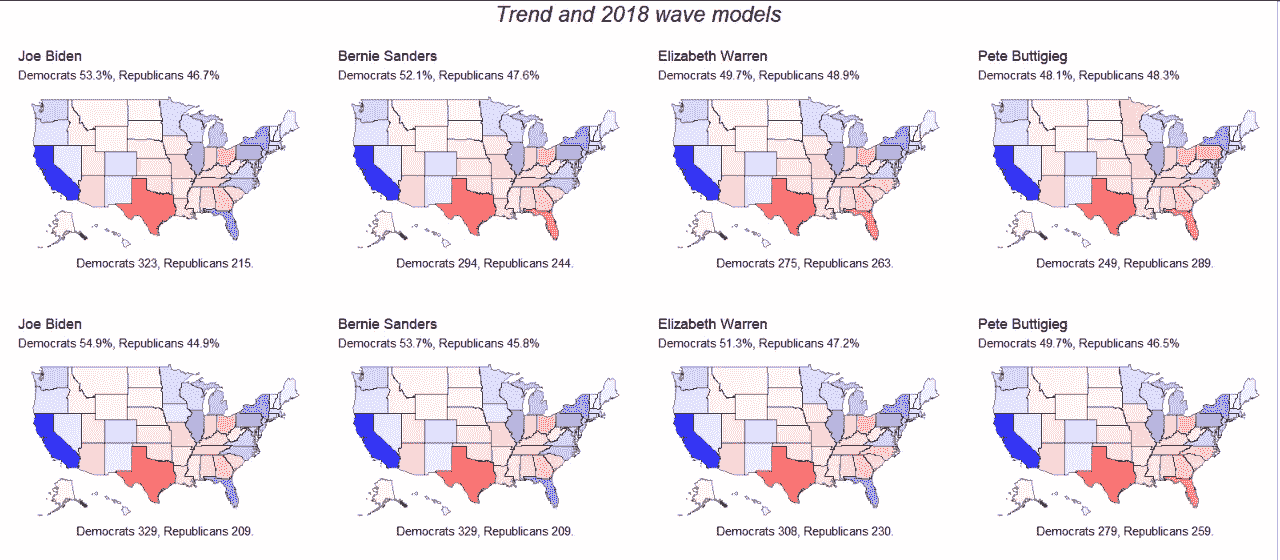 Trend and 2018 wave models
Joe Biden
Democrats 53.3%, Republicans 46.7%
Democrats 323, Republicans 215.
Bernie Sanders
Democrats 52.1%, Republicans 47.6%
Democrats 294, Republicans 244.
Elizabeth Warren
Democrats 49.7%, Republicans 48.9%
Democrats 275, Republicans 263.
Pete Buttigieg
Democrats 48.1%, Republicans 48.3%
Democrats 249, Republicans 289.
Joe Biden
Democrats 54.9%, Republicans 44.9%
Democrats 329, Republicans 209.
Bernie Sanders
Democrats 53.7%, Republicans 45.8%
Democrats 329, Republicans 209.
Elizabeth Warren
Democrats 51.3%, Republicans 47.2%
Democrats 308, Republicans 230.
Pete Buttigieg
Democrats 49.7%, Republicans 46.5%
Democrats 279, Republicans 259.